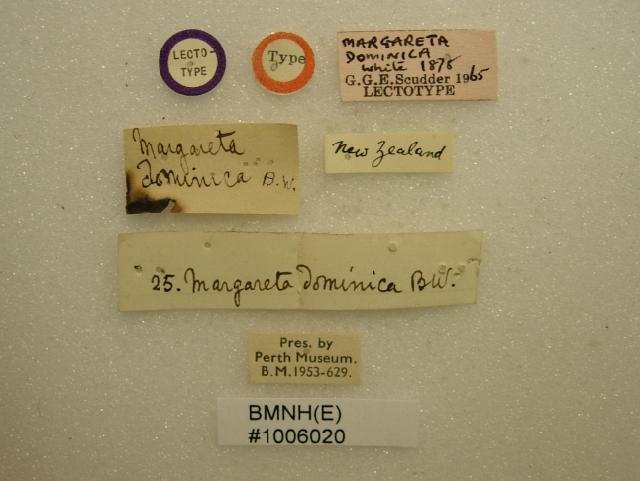 LECTO-
TYPE
Type
MARGARETA
DOMINICA
White 1878
G.G.E.Scudder 1965
LECTOTYPE
Margareta
dominica B.W.
New Zealand
25. Margareta dominica BW.
Pres. by
Perth Museum.
B.M.1953-629.
BMNH(E)
#1006020